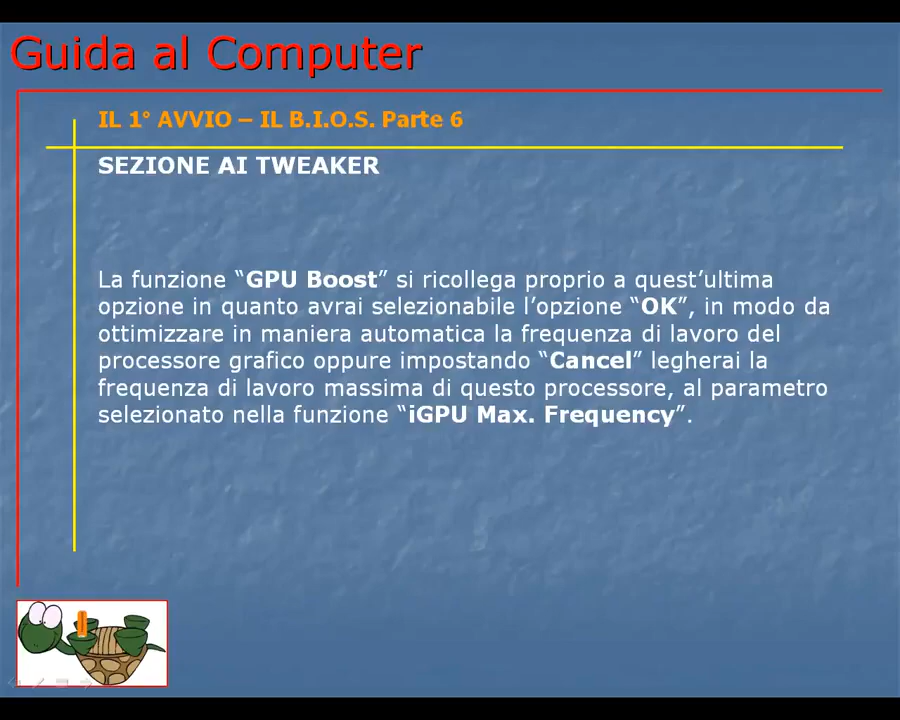 Guida al Computer
IL 1° AVVIO – IL B.I.O.S. Parte 6
SEZIONE AI TWEAKER
La funzione “GPU Boost” si ricollega proprio a quest’ultima
opzione in quanto avrai selezionabile l’opzione “OK”, in modo da
ottimizzare in maniera automatica la frequenza di lavoro del
processore grafico oppure impostando “Cancel” legherai la
frequenza di lavoro massima di questo processore, al parametro
selezionato nella funzione “iGPU Max. Frequency”.